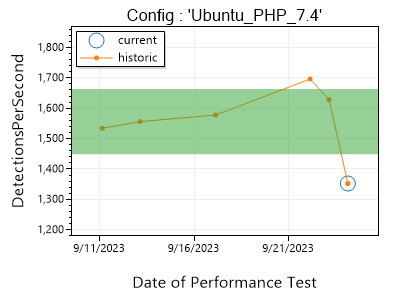 Config : 'Ubuntu_PHP_7.4'
current
historic
1,800
1,700
1,600
1,500
1,400
1,300
1,200
DetectionsPerSecond
9/11/2023
9/16/2023
9/21/2023
Date of Performance Test